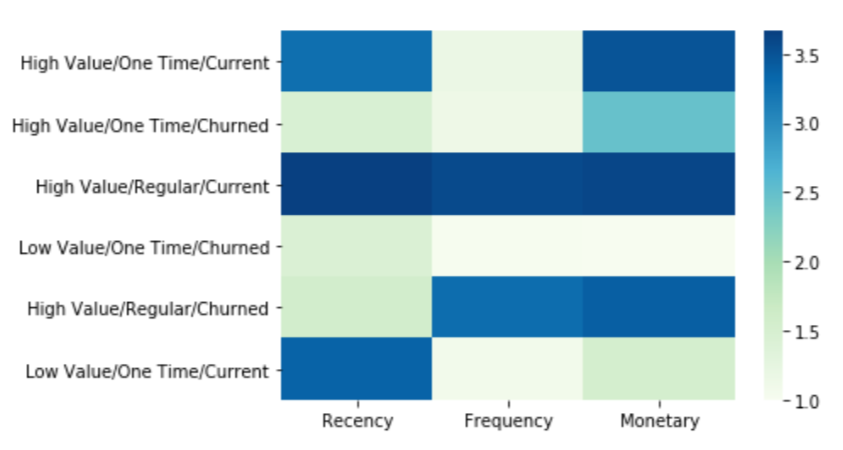 High Value/One Time/Current
High Value/One Time/Churned
High Value/Regular/Current
Low Value/One Time/Churned
High Value/Regular/Churned
Low Value/One Time/Current
Recency Frequency Monetary
3.5
3.0
2.5
2.0
1.5
1.0